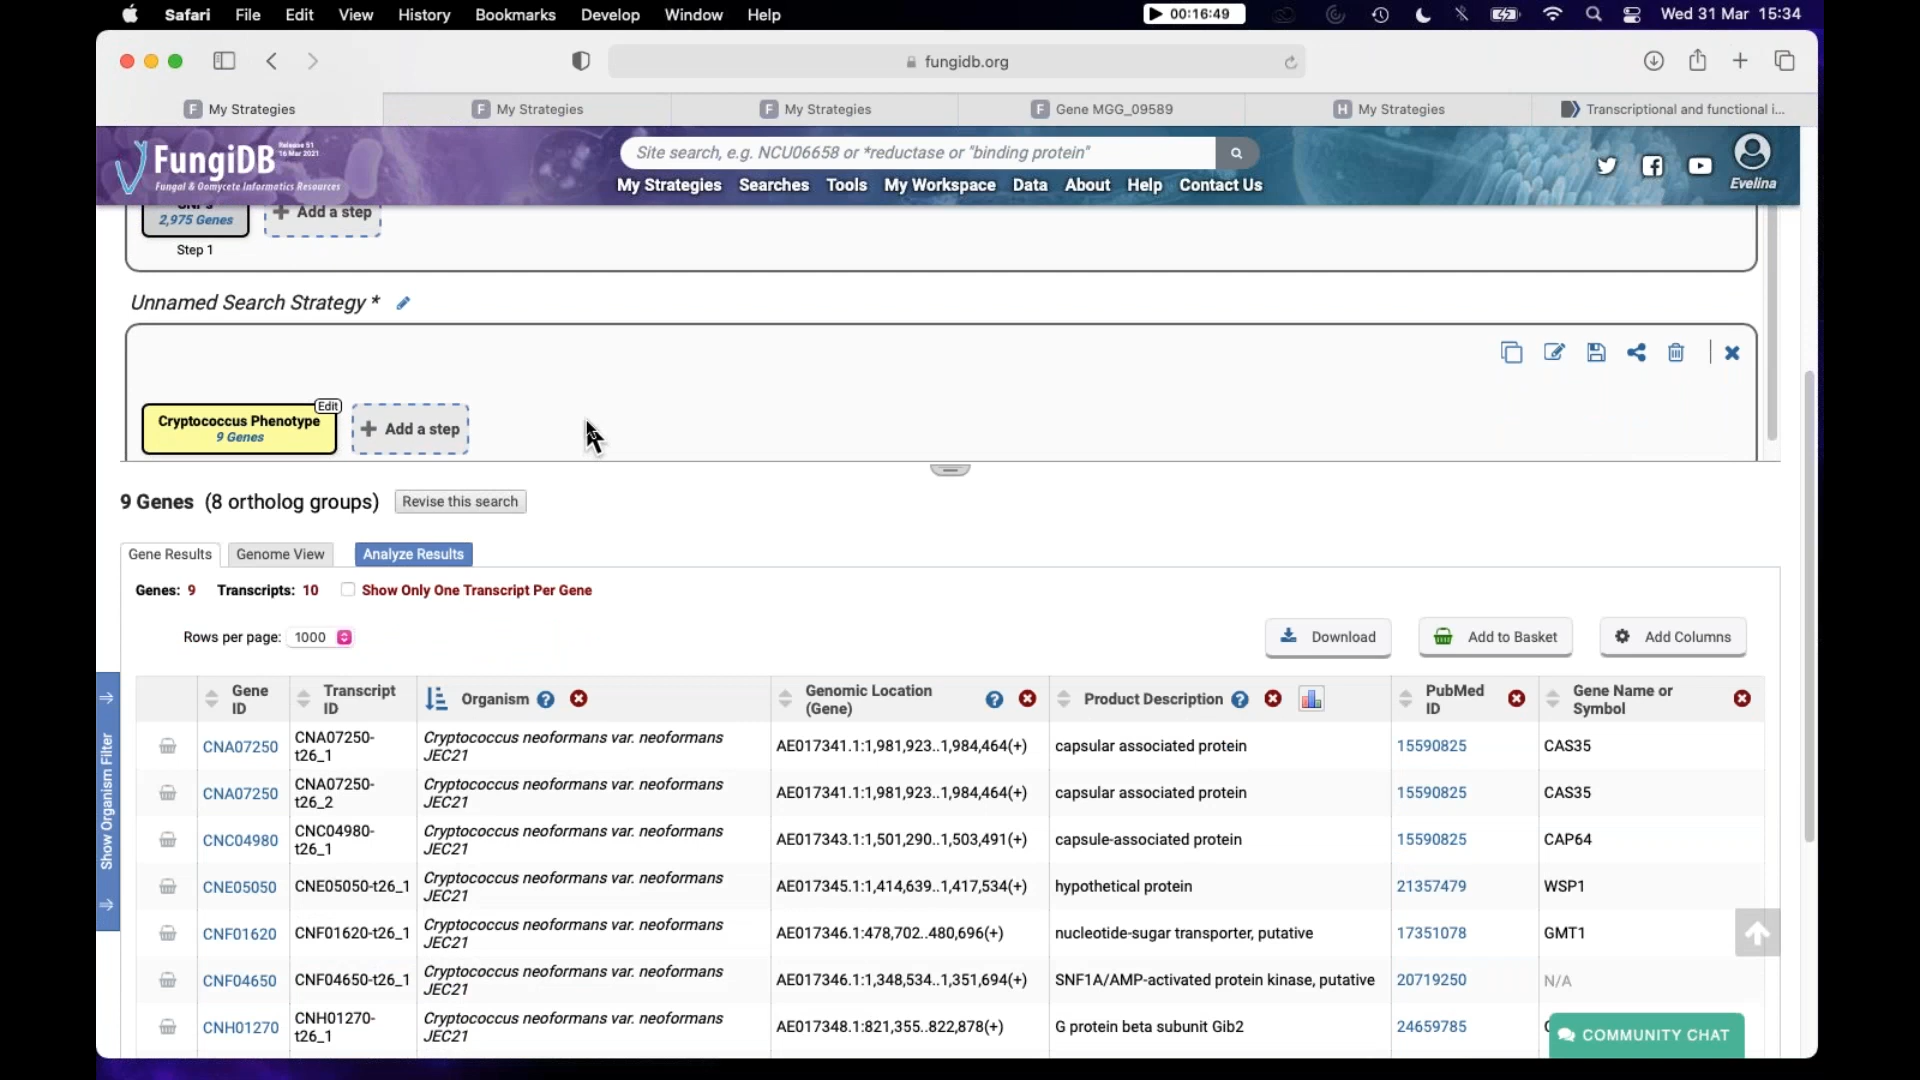 Safari File Edit View History Bookmarks Develop Window Help 00:16:49 Wed 31 Mar 15:34
fungidb.org
F My Strategies F My Strategies F My Strategies F Gene MGG_09589 H My Strategies Transcriptional and functional i...
FungiDB Release 51
16 Mar 2021
Fungal & Oomycete Informatics Resources
Site search, e.g. NCU06658 or *reductase or "binding protein"
My Strategies Searches Tools My Workspace Data About Help Contact Us
Evelina
SNPs
2,975 Genes
+ Add a step
Step 1
Unnamed Search Strategy *
Cryptococcus Phenotype Edit
9 Genes
+ Add a step
9 Genes (8 ortholog groups) Revise this search
Gene Results Genome View Analyze Results
Genes: 9 Transcripts: 10 Show Only One Transcript Per Gene
Rows per page: 1000 Download Add to Basket Add Columns
Show Organism Filter
Gene ID Transcript ID Organism Genomic Location (Gene) Product Description PubMed ID Gene Name or Symbol
CNA07250 CNA07250-t26_1 Cryptococcus neoformans var. neoformans JEC21 AE017341.1:1,981,923..1,984,464(+) capsular associated protein 15590825 CAS35
CNA07250 CNA07250-t26_2 Cryptococcus neoformans var. neoformans JEC21 AE017341.1:1,981,923..1,984,464(+) capsular associated protein 15590825 CAS35
CNC04980 CNC04980-t26_1 Cryptococcus neoformans var. neoformans JEC21 AE017343.1:1,501,290..1,503,491(+) capsule-associated protein 15590825 CAP64
CNE05050 CNE05050-t26_1 Cryptococcus neoformans var. neoformans JEC21 AE017345.1:1,414,639..1,417,534(+) hypothetical protein 21357479 WSP1
CNF01620 CNF01620-t26_1 Cryptococcus neoformans var. neoformans JEC21 AE017346.1:478,702..480,696(+) nucleotide-sugar transporter, putative 17351078 GMT1
CNF04650 CNF04650-t26_1 Cryptococcus neoformans var. neoformans JEC21 AE017346.1:1,348,534..1,351,694(+) SNF1A/AMP-activated protein kinase, putative 20719250 N/A
CNH01270 CNH01270-t26_1 Cryptococcus neoformans var. neoformans JEC21 AE017348.1:821,355..822,878(+) G protein beta subunit Gib2 24659785
COMMUNITY CHAT